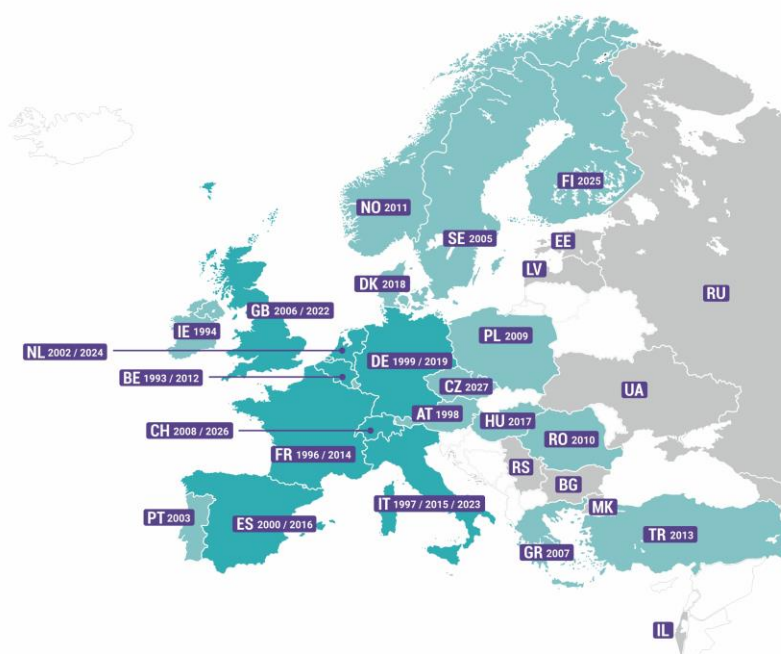 FI 2025
NO 2011
SE 2005
EE
LV
DK 2018
RU
GB 2006 / 2022
IE 1994
PL 2009
NL 2002 / 2024
DE 1999 / 2019
BE 1993 / 2012
CZ 2027
UA
AT 1998
HU 2017
CH 2008 / 2026
RO 2010
FR 1996 / 2014
RS
BG
IT 1997 / 2015 / 2023
MK
PT 2003
ES 2000 / 2016
TR 2013
GR 2007
IL